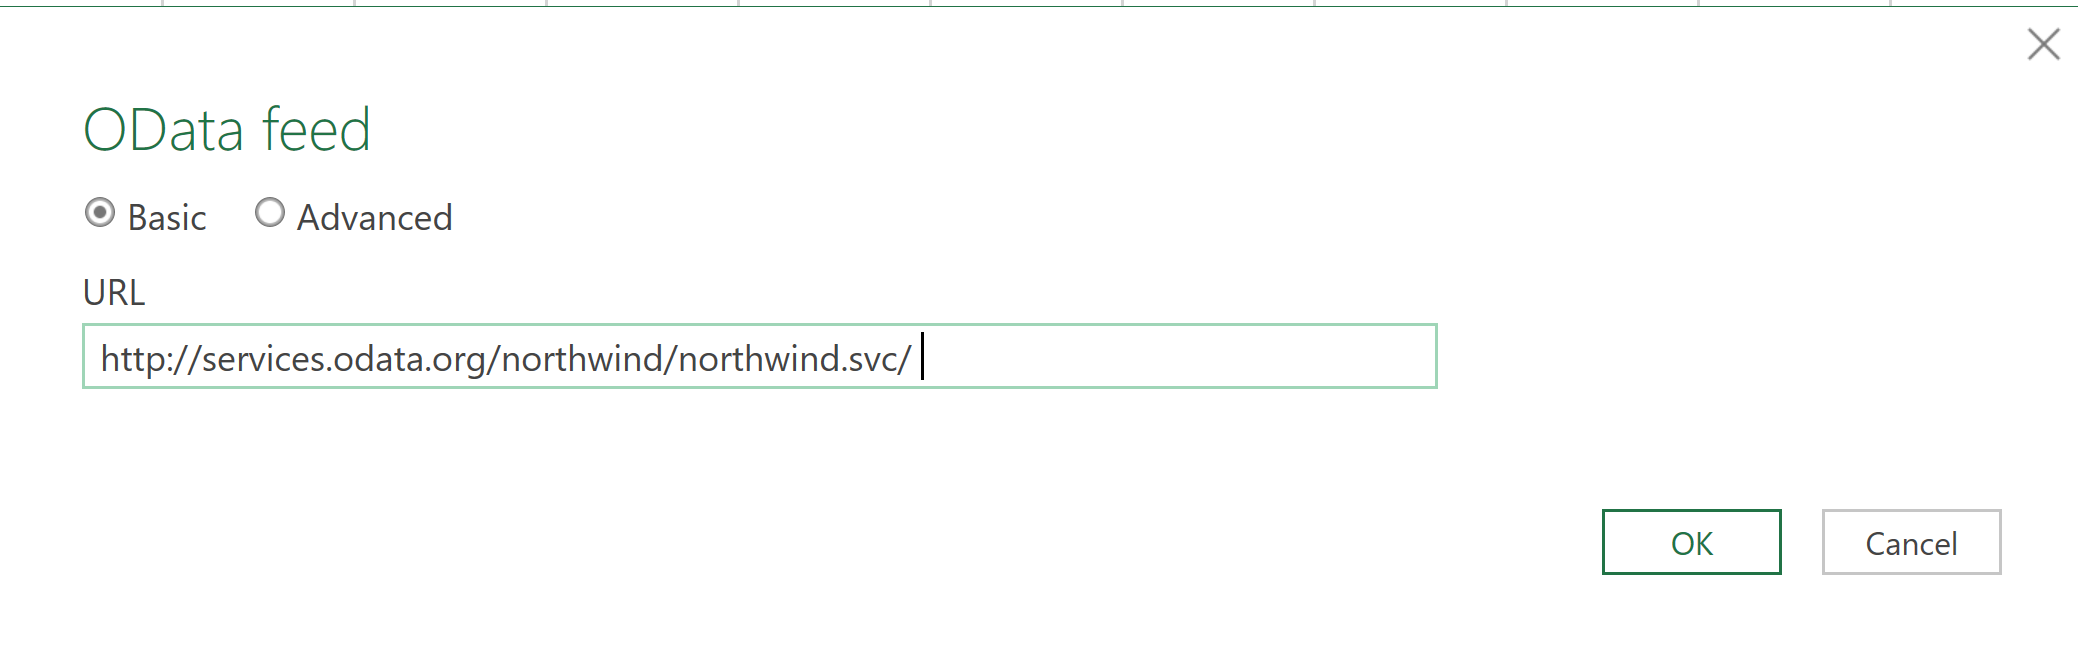 OData feed
Basic Advanced
URL
http://services.odata.org/northwind/northwind.svc/
OK Cancel